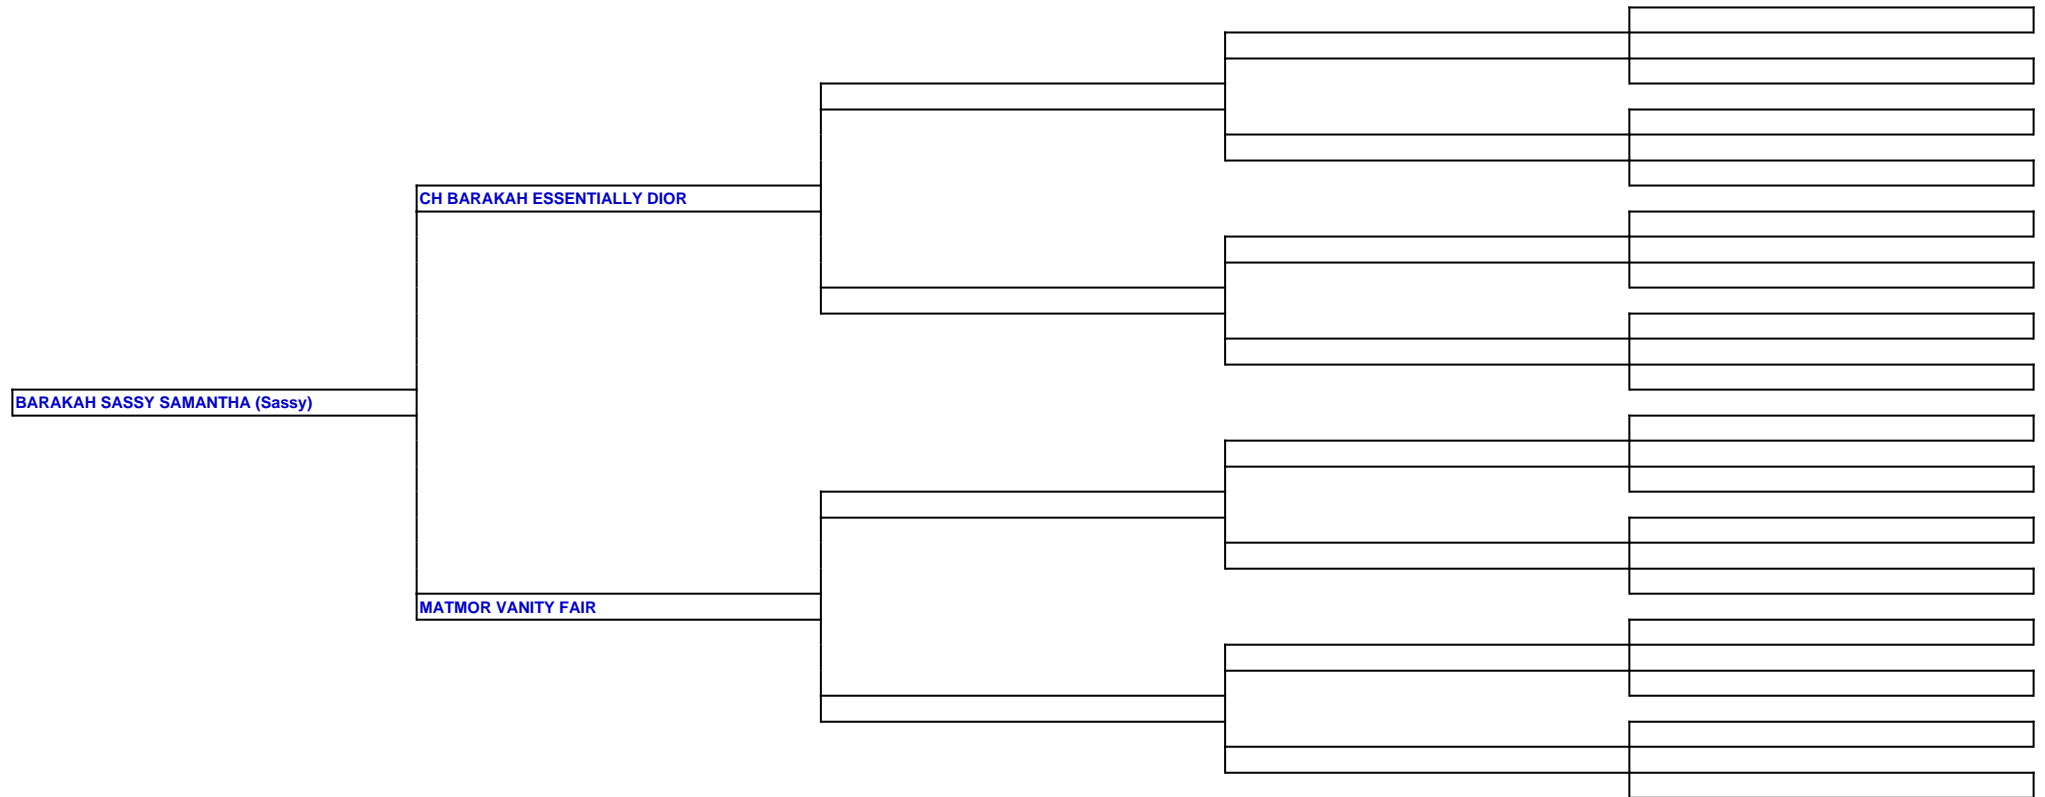 CH BARAKAH ESSENTIALLY DIOR
BARAKAH SASSY SAMANTHA (Sassy)
MATMOR VANITY FAIR